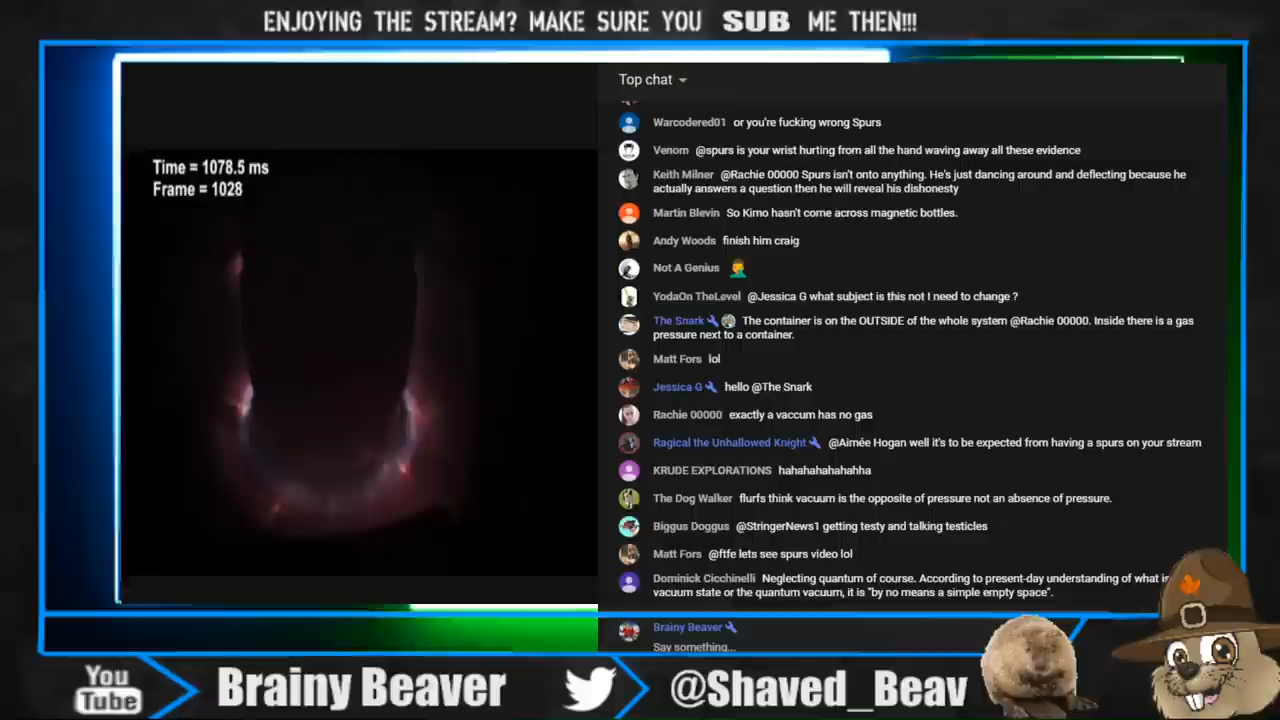 ENJOYING THE STREAM? MAKE SURE YOU SUB ME THEN!!!
Time = 1078.5 ms
Frame = 1028
Top chat
Warcodered01 or you're fucking wrong Spurs
Venom @spurs is your wrist hurting from all the hand waving away all these evidence
Keith Milner @Rachie 00000 Spurs isn't onto anything. He's just dancing around and deflecting because he
actually answers a question then he will reveal his dishonesty
Martin Blevin So Kimo hasn't come across magnetic bottles.
Andy Woods finish him craig
Not A Genius
YodaOn TheLevel @Jessica G what subject is this not I need to change ?
The Snark The container is on the OUTSIDE of the whole system @Rachie 00000. Inside there is a gas
pressure next to a container.
Matt Fors lol
Jessica G hello @The Snark
Rachie 00000 exactly a vaccum has no gas
Ragical the Unhallowed Knight @Aimée Hogan well it's to be expected from having a spurs on your stream
KRUDE EXPLORATIONS hahahahahahahha
The Dog Walker flurfs think vacuum is the opposite of pressure not an absence of pressure.
Biggus Doggus @StringerNews1 getting testy and talking testicles
Matt Fors @ftfe lets see spurs video lol
Dominick Cicchinelli Neglecting quantum of course. According to present-day understanding of what is
vacuum state or the quantum vacuum, it is "by no means a simple empty space".
Brainy Beaver
Say something...
You
Tube
Brainy Beaver
@Shaved_Beav